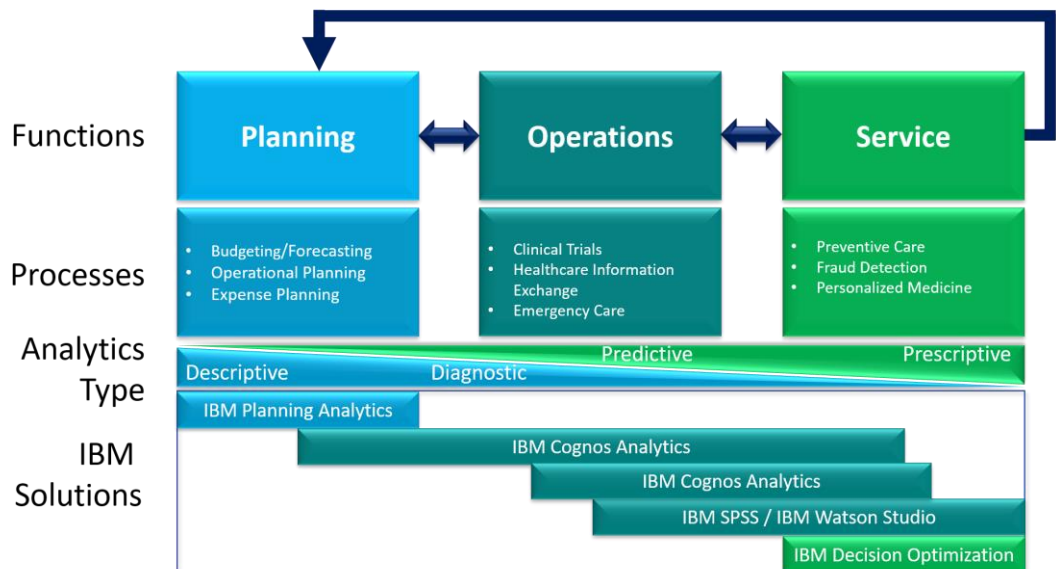 Functions
Planning
Operations
Service
Processes
• Budgeting/Forecasting
• Operational Planning
• Expense Planning
• Clinical Trials
• Healthcare Information
Exchange
• Emergency Care
• Preventive Care
• Fraud Detection
• Personalized Medicine
Analytics
Type
Predictive
Prescriptive
Descriptive
Diagnostic
IBM
Solutions
IBM Planning Analytics
IBM Cognos Analytics
IBM Cognos Analytics
IBM SPSS / IBM Watson Studio
IBM Decision Optimization